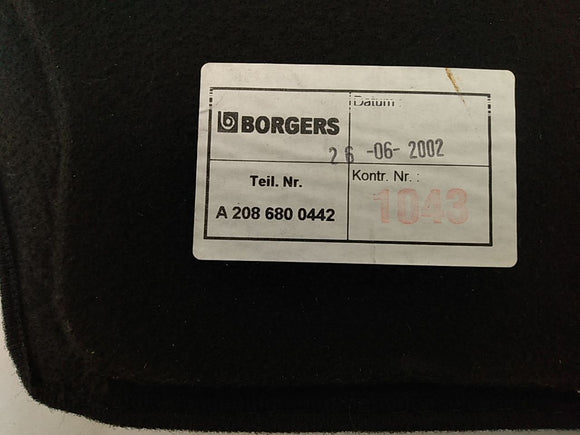 Datum :
BORGERS
26 -06- 2002
Teil. Nr.
Kontr. Nr. :
A 208 680 0442
1043